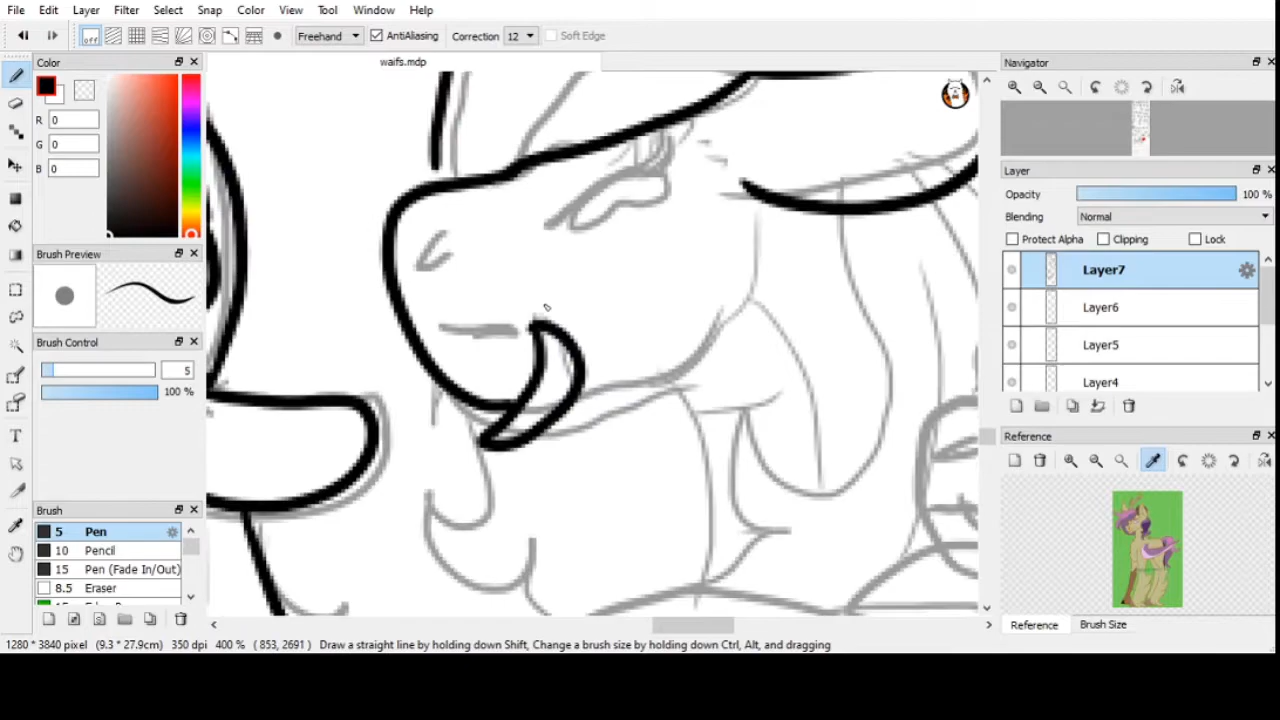 File Edit Layer Filter Select Snap Color View Tool Window Help
off Freehand AntiAliasing Correction 12 Soft Edge
Color
waifs.mdp
Navigator
R 0
G 0
B 0
Layer
Opacity 100 %
Blending Normal
Protect Alpha Clipping Lock
Brush Preview
Layer7
Layer6
Layer5
Layer4
Brush Control
5
100 %
Reference
Brush
5 Pen
10 Pencil
15 Pen (Fade In/Out)
8.5 Eraser
Reference Brush Size
1280 * 3840 pixel (9.3 * 27.9cm) 350 dpi 400 % ( 853, 2691 ) Draw a straight line by holding down Shift, Change a brush size by holding down Ctrl, Alt, and dragging